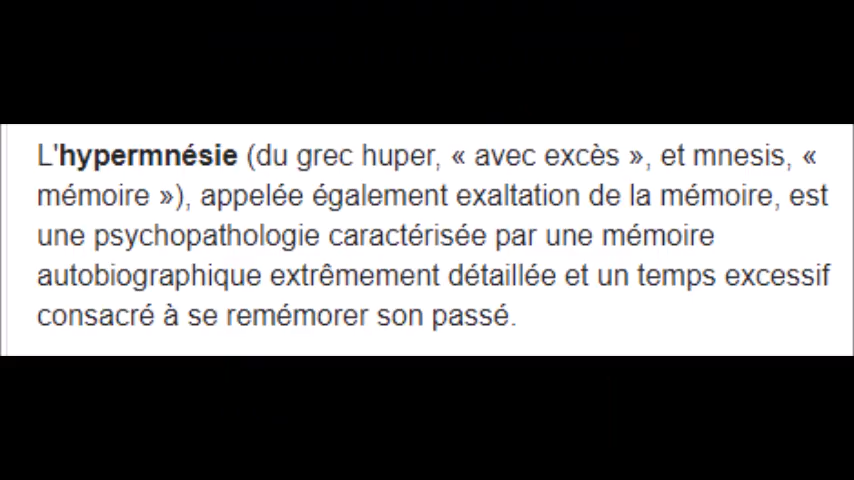 L'hypermnésie (du grec huper, « avec excès », et mnesis, «
mémoire »), appelée également exaltation de la mémoire, est
une psychopathologie caractérisée par une mémoire
autobiographique extrêmement détaillée et un temps excessif
consacré à se remémorer son passé.